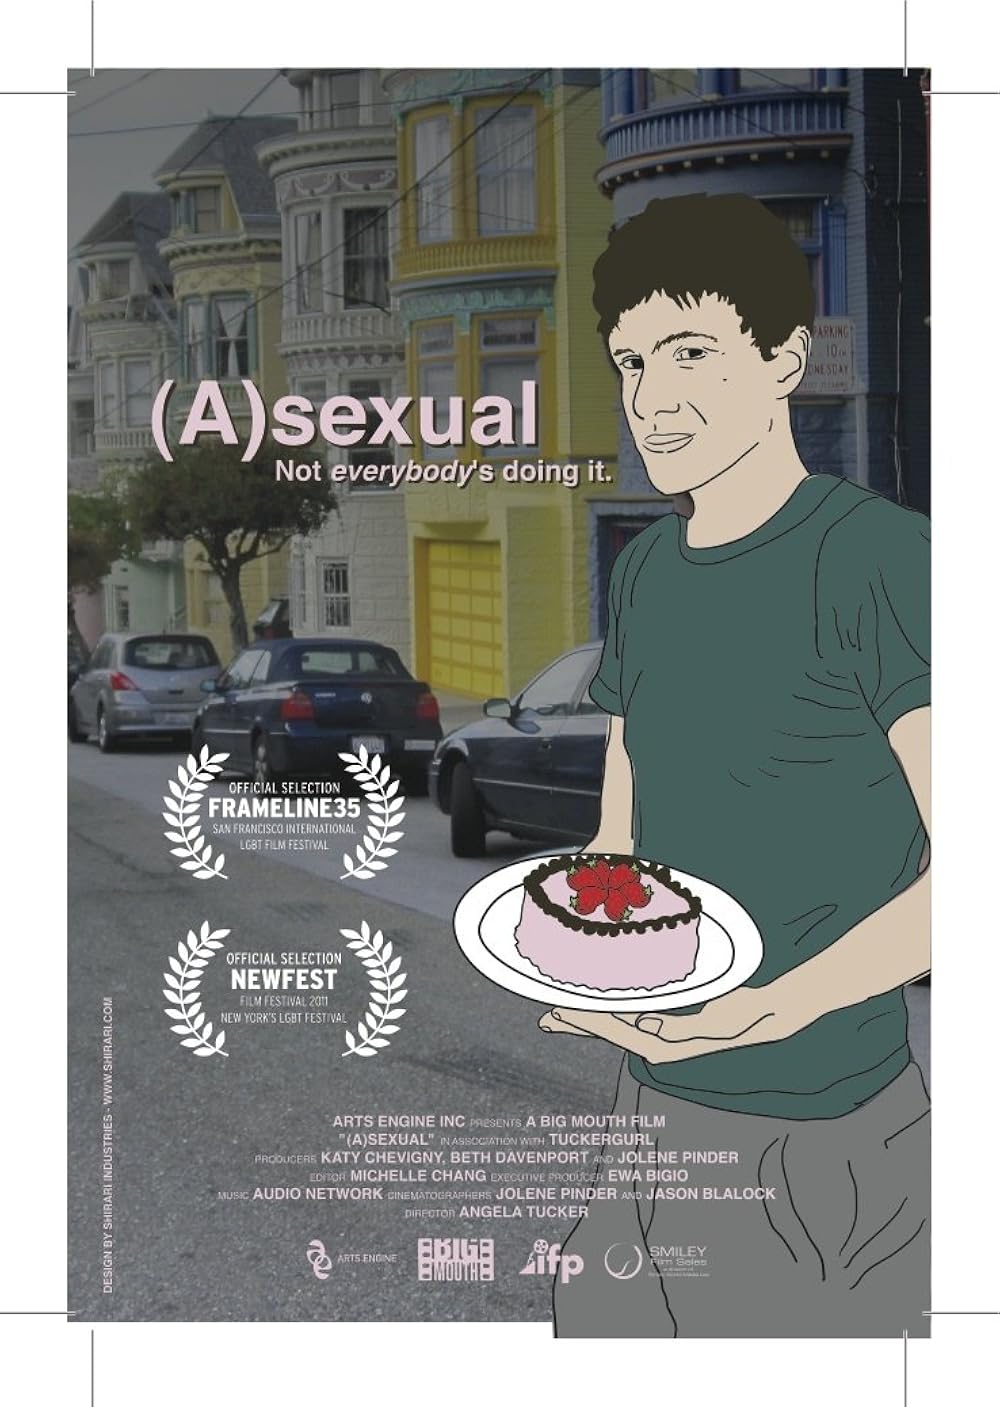 (A)sexual
Not everybody's doing it.
PARKING
10
OFFICIAL SELECTION
FRAMELINE35
SAN FRANCISCO INTERNATIONAL
LGBT FILM FESTIVAL
OFFICIAL SELECTION
NEWFEST
FILM FESTIVAL 2011
NEW YORK'S LGBT FESTIVAL
DESIGN BY SHIRARI INDUSTRIES - WWW.SHIRARI.COM
ARTS ENGINE INC PRESENTS A BIG MOUTH FILM
"(A)SEXUAL" IN ASSOCIATION WITH TUCKERGURL
PRODUCERS KATY CHEVIGNY, BETH DAVENPORT AND JOLENE PINDER
EDITOR MICHELLE CHANG EXECUTIVE PRODUCER EWA BIGIO
MUSIC AUDIO NETWORK CINEMATOGRAPHERS JOLENE PINDER AND JASON BLALOCK
DIRECTOR ANGELA TUCKER
ARTS ENGINE
BIG
MOUTH
ifp
SMILEY
Film Sales